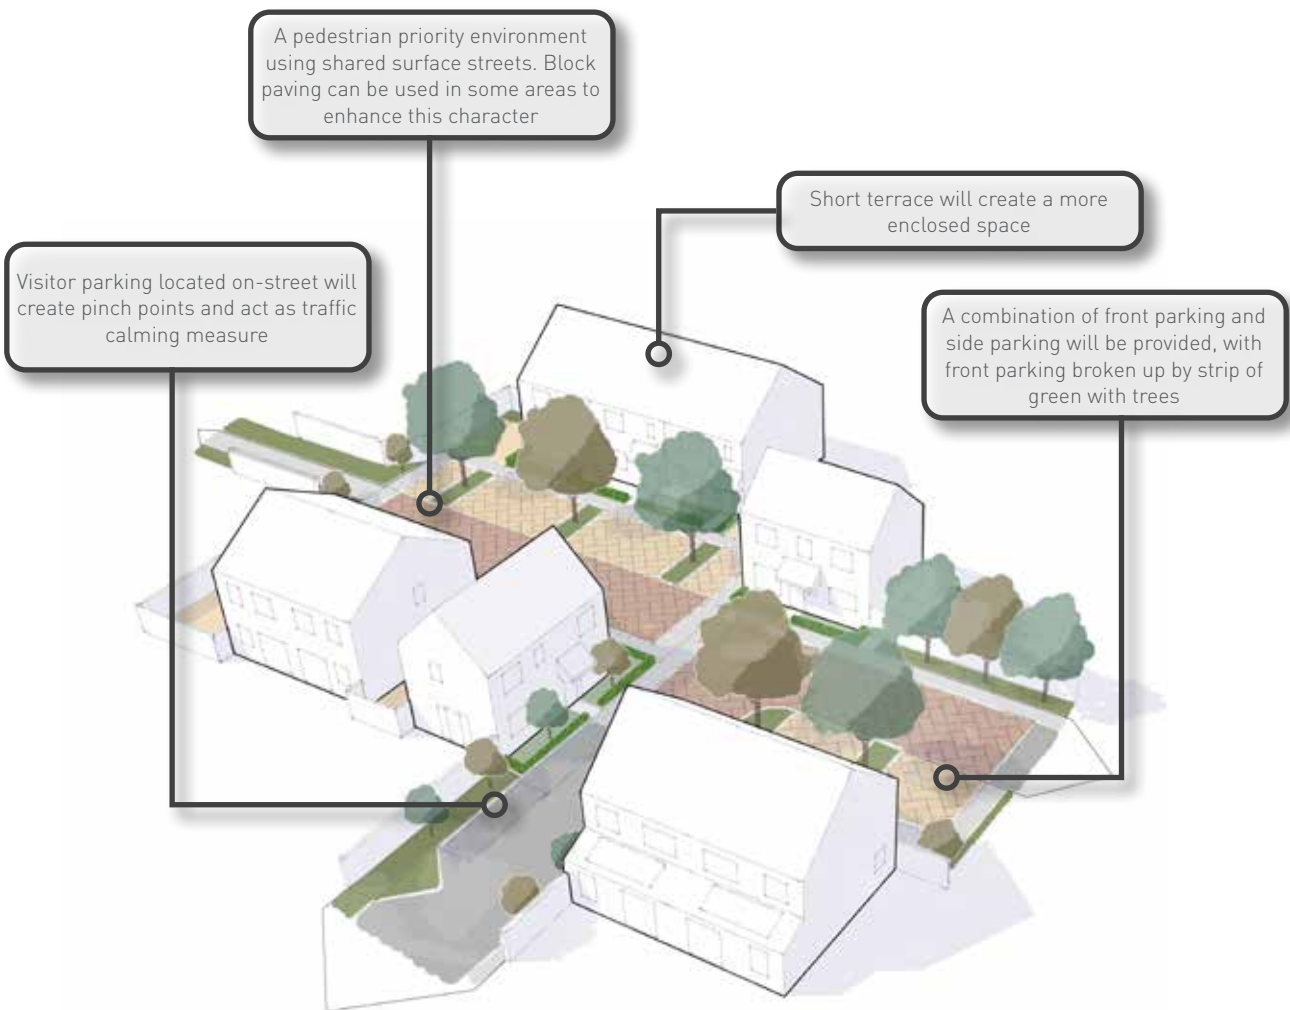 A pedestrian priority environment
using shared surface streets. Block
paving can be used in some areas to
enhance this character
Short terrace will create a more
enclosed space
Visitor parking located on-street will
create pinch points and act as traffic
calming measure
A combination of front parking and
side parking will be provided, with
front parking broken up by strip of
green with trees